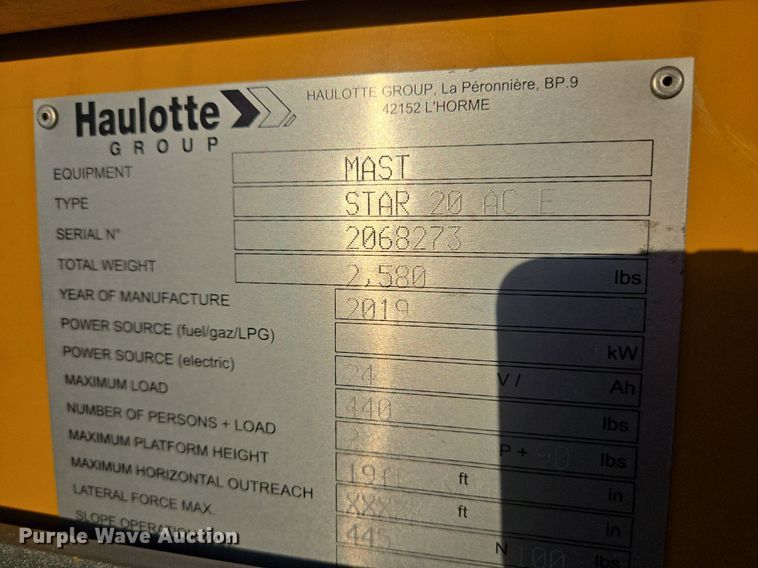 Haulotte
GROUP
HAULOTTE GROUP, La Péronnière, BP.9
42152 L'HORME
EQUIPMENT MAST
TYPE STAR 20 AC E
SERIAL N° 2068273
TOTAL WEIGHT 2,580 lbs
YEAR OF MANUFACTURE 2019
POWER SOURCE (fuel/gaz/LPG) kW
POWER SOURCE (electric) 24 V / Ah
MAXIMUM LOAD 440 lbs
NUMBER OF PERSONS + LOAD 2 P + lbs
MAXIMUM PLATFORM HEIGHT 19ft ft in
MAXIMUM HORIZONTAL OUTREACH ft in
LATERAL FORCE MAX. 445 N 100 lbs
Purple Wave Auction